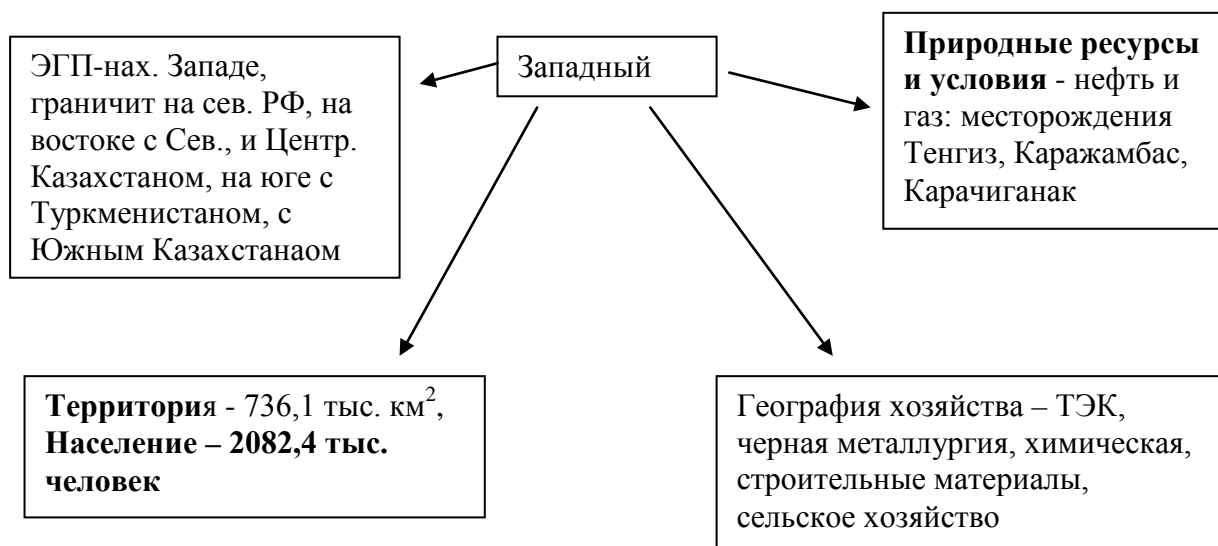 ЭГП-нах. Западе,
граничит на сев. РФ, на
востоке с Сев., и Центр.
Казахстаном, на юге с
Туркменистаном, с
Южным Казахстанаом
Западный
Природные ресурсы
и условия - нефть и
газ: месторождения
Тенгиз, Каражамбас,
Карачиганак
Территория - 736,1 тыс. км²,
Население – 2082,4 тыс.
человек
География хозяйства – ТЭК,
черная металлургия, химическая,
строительные материалы,
сельское хозяйство